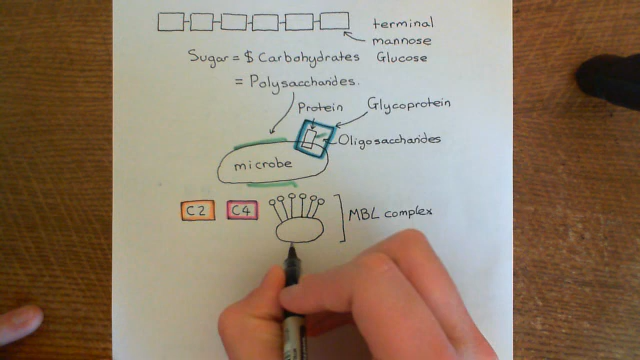 terminal
mannose
Sugar = $ Carbohydrates Glucose
= Polysaccharides.
Protein Glycoprotein
Oligosaccharides
microbe
C2 C4 MBL complex